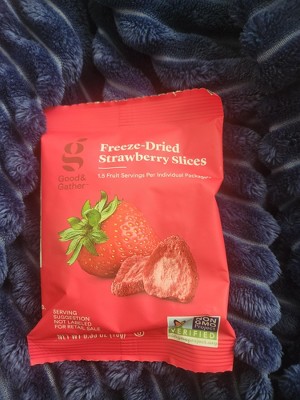 g
Good&
Gather™
Freeze-Dried
Strawberry Slices
1.5 Fruit Servings Per Individual Package
SERVING
SUGGESTION
NOT LABELED
FOR RETAIL SALE
NON
GMO
Project
VERIFIED